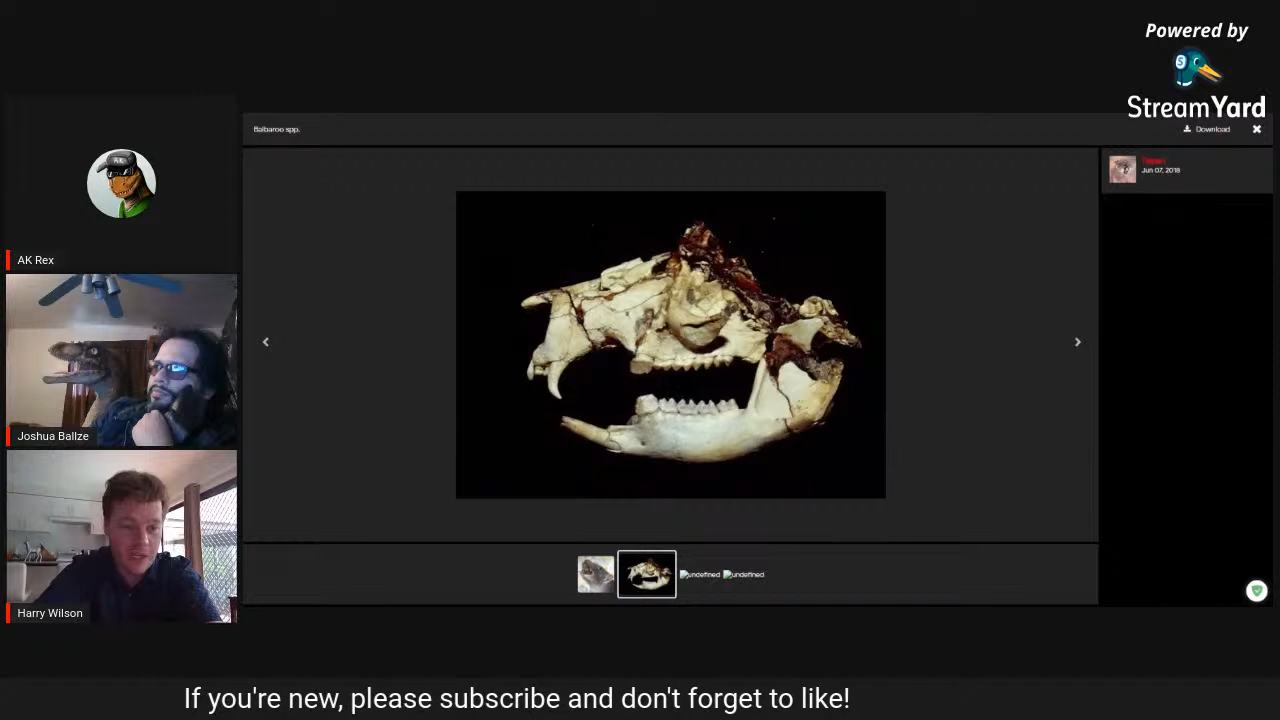 Powered by
S
StreamYard
Balbaroo spp.
Download
Jun 07, 2018
AK
AK Rex
Joshua Ballze
Harry Wilson
undefined undefined
If you're new, please subscribe and don't forget to like!